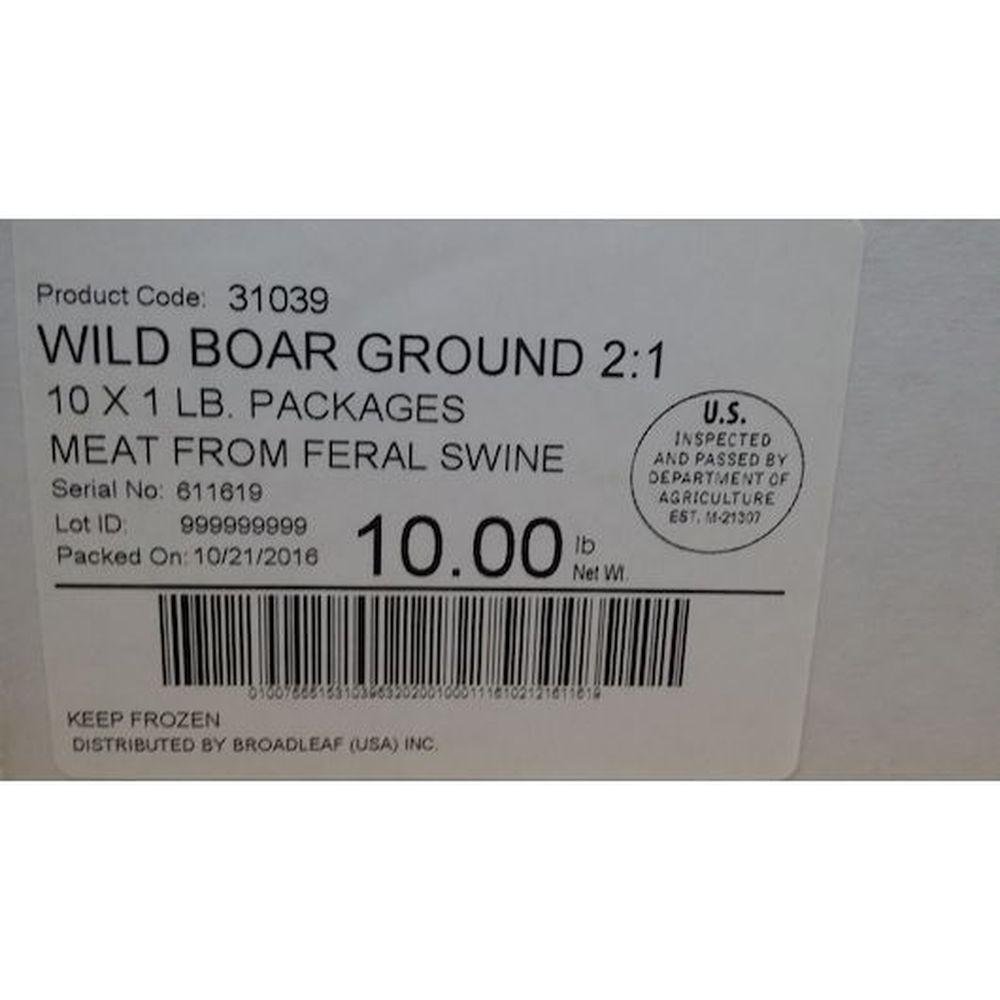 Product Code: 31039
WILD BOAR GROUND 2:1
10 X 1 LB. PACKAGES
MEAT FROM FERAL SWINE
Serial No: 611619
Lot ID: 999999999
Packed On: 10/21/2016
10.00 lb
Net Wt.
U.S.
INSPECTED
AND PASSED BY
DEPARTMENT OF
AGRICULTURE
EST. M-21307
KEEP FROZEN
DISTRIBUTED BY BROADLEAF (USA) INC.